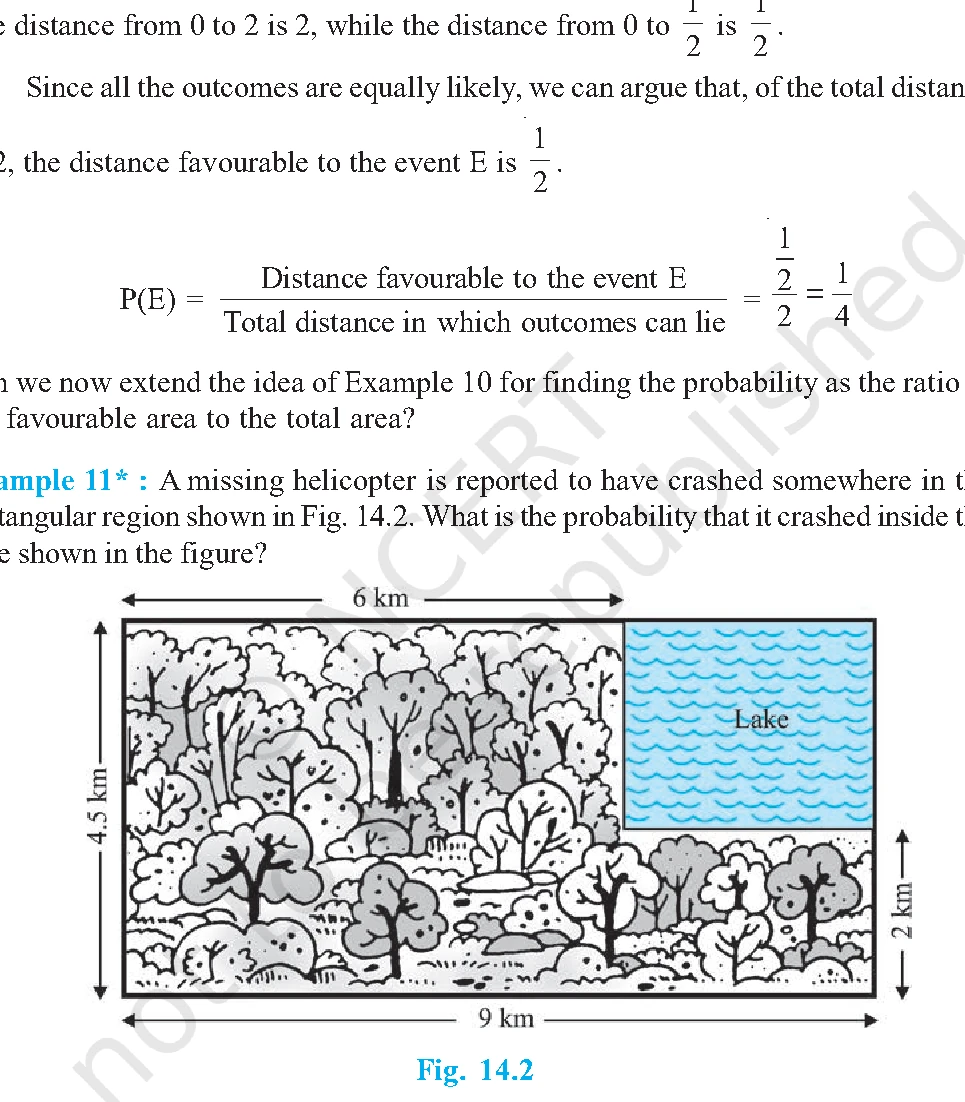 distance from 0 to 2 is 2, while the distance from 0 to 1/2 is 1/2.
Since all the outcomes are equally likely, we can argue that, of the total distan
2, the distance favourable to the event E is 1/2.
P(E) = Distance favourable to the event E / Total distance in which outcomes can lie = 1/2 / 2 = 1/4
we now extend the idea of Example 10 for finding the probability as the ratio
favourable area to the total area?
ample 11* : A missing helicopter is reported to have crashed somewhere in t
tangular region shown in Fig. 14.2. What is the probability that it crashed inside t
shown in the figure?
6 km
Lake
4.5 km
2 km
9 km
Fig. 14.2
© NCERT
not to be republished